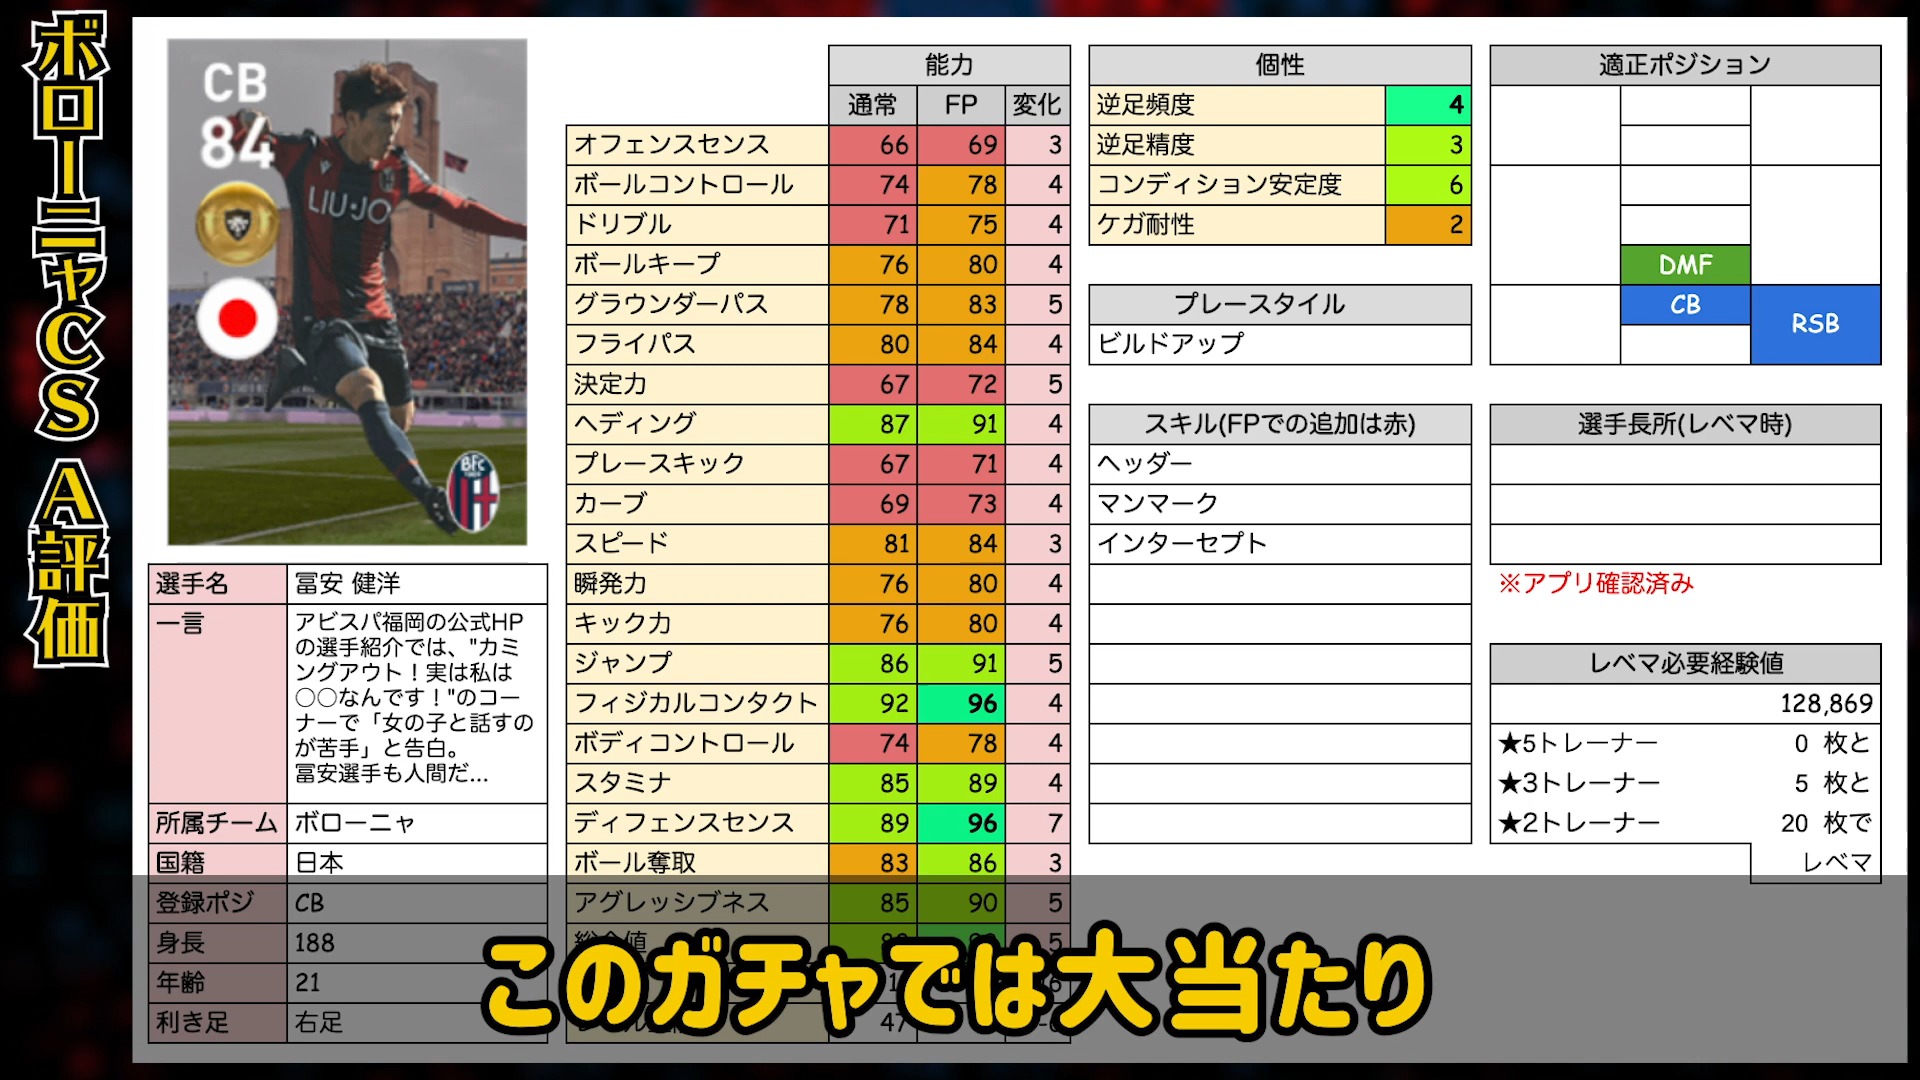 ボローニャCS A評価
CB
84
LIU·JO
BFC
選手名 冨安 健洋
一言 アビスパ福岡の公式HP
の選手紹介では、"カミ
ングアウト！実は私は
○○なんです！"のコー
ナーで「女の子と話すの
が苦手」と告白。
冨安選手も人間だ...
所属チーム ボローニャ
国籍 日本
登録ポジ CB
身長 188
年齢 21
利き足 右足
能力
通常 FP 変化
オフェンスセンス 66 69 3
ボールコントロール 74 78 4
ドリブル 71 75 4
ボールキープ 76 80 4
グラウンダーパス 78 83 5
フライパス 80 84 4
決定力 67 72 5
ヘディング 87 91 4
プレースキック 67 71 4
カーブ 69 73 4
スピード 81 84 3
瞬発力 76 80 4
キック力 76 80 4
ジャンプ 86 91 5
フィジカルコンタクト 92 96 4
ボディコントロール 74 78 4
スタミナ 85 89 4
ディフェンスセンス 89 96 7
ボール奪取 83 86 3
アグレッシブネス 85 90 5
総合値 5
47
個性
逆足頻度 4
逆足精度 3
コンディション安定度 6
ケガ耐性 2
プレースタイル
ビルドアップ
スキル(FPでの追加は赤)
ヘッダー
マンマーク
インターセプト
適正ポジション
DMF
CB
RSB
選手長所(レベマ時)
※アプリ確認済み
レベマ必要経験値
128,869
★5トレーナー 0 枚と
★3トレーナー 5 枚と
★2トレーナー 20 枚で
レベマ
このガチャでは大当たり